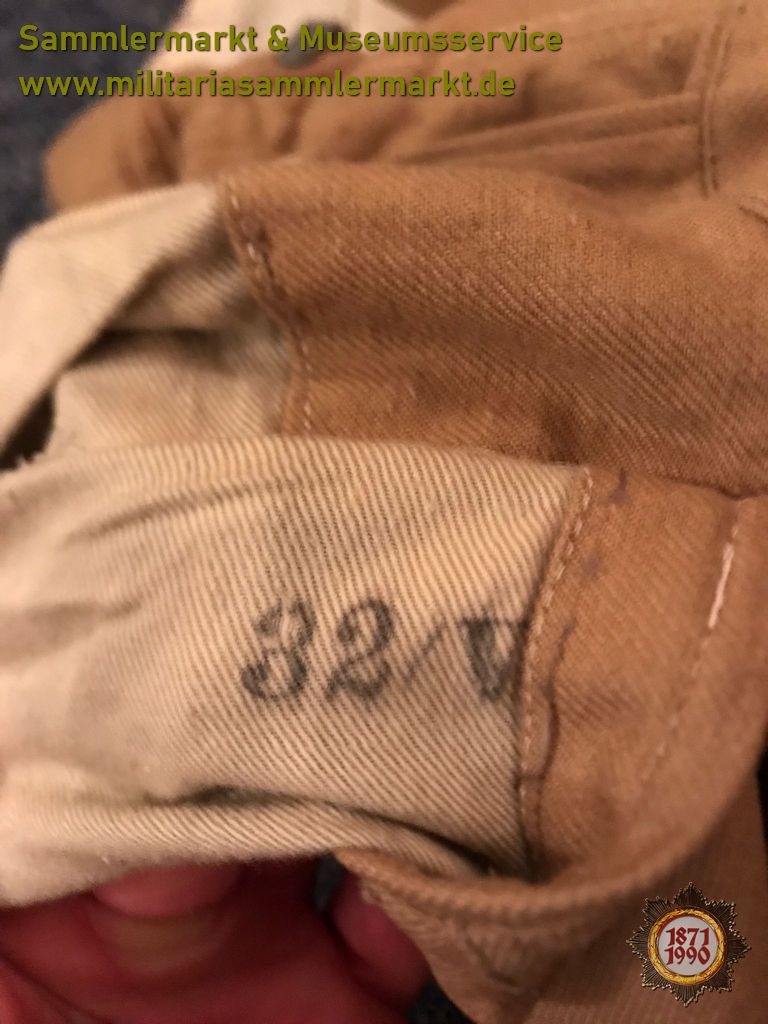 Sammlermarkt & Museumsservice
www.militariasammlermarkt.de
32/V
1871
1990